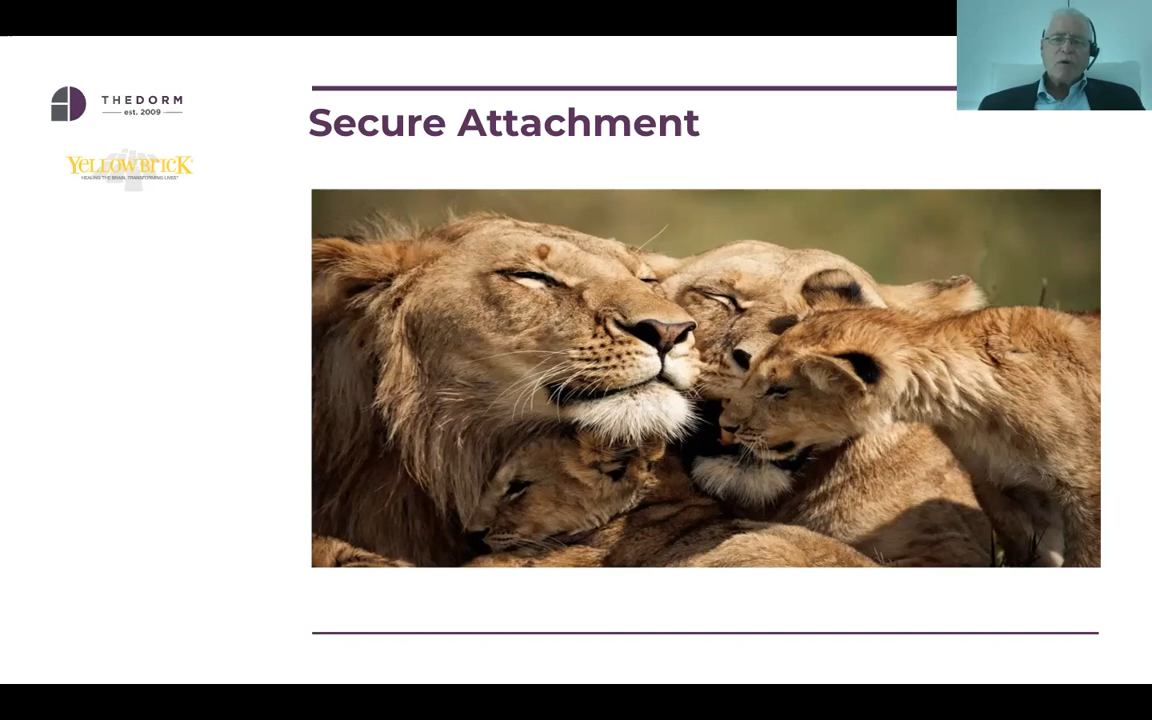 THEDORM
est. 2009
Secure Attachment
YELLOWBRICK
HEALING THE BRAIN, TRANSFORMING LIVES